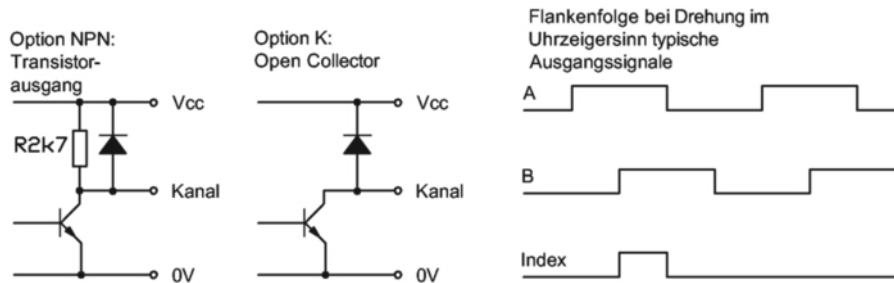 Option NPN:
Transistor-
ausgang
Vcc
R2k7
Kanal
0V
Option K:
Open Collector
Vcc
Kanal
0V
Flankenfolge bei Drehung im
Uhrzeigersinn typische
Ausgangssignale
A
B
Index